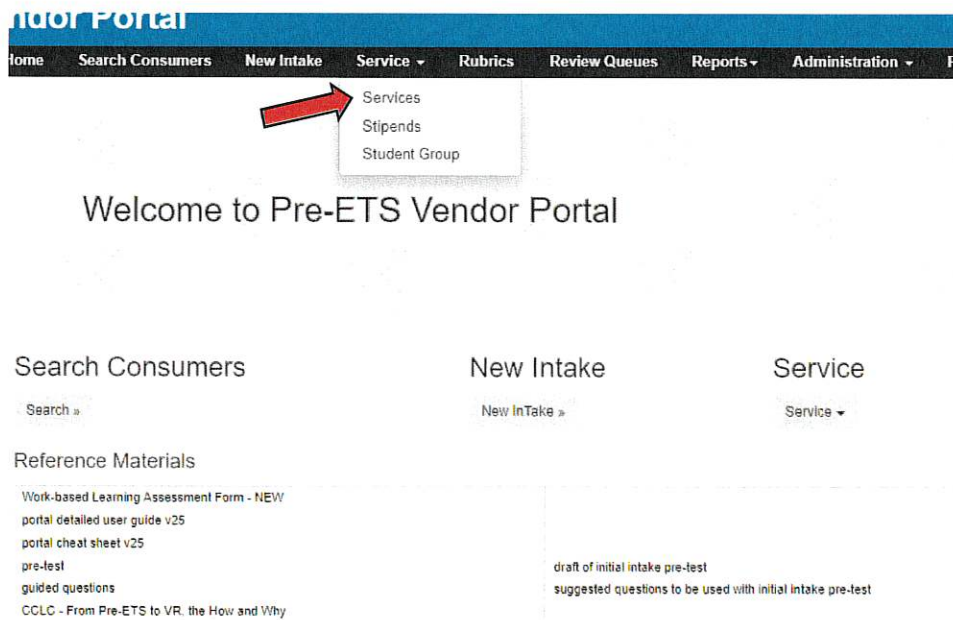 Vendor Portal
Home Search Consumers New Intake Service Rubrics Review Queues Reports Administration
Services
Stipends
Student Group
Welcome to Pre-ETS Vendor Portal
Search Consumers New Intake Service
Search » New InTake » Service
Reference Materials
Work-based Learning Assessment Form - NEW
portal detailed user guide v25
portal cheat sheet v25
pre-test draft of initial intake pre-test
guided questions suggested questions to be used with initial intake pre-test
CCLC - From Pre-ETS to VR, the How and Why